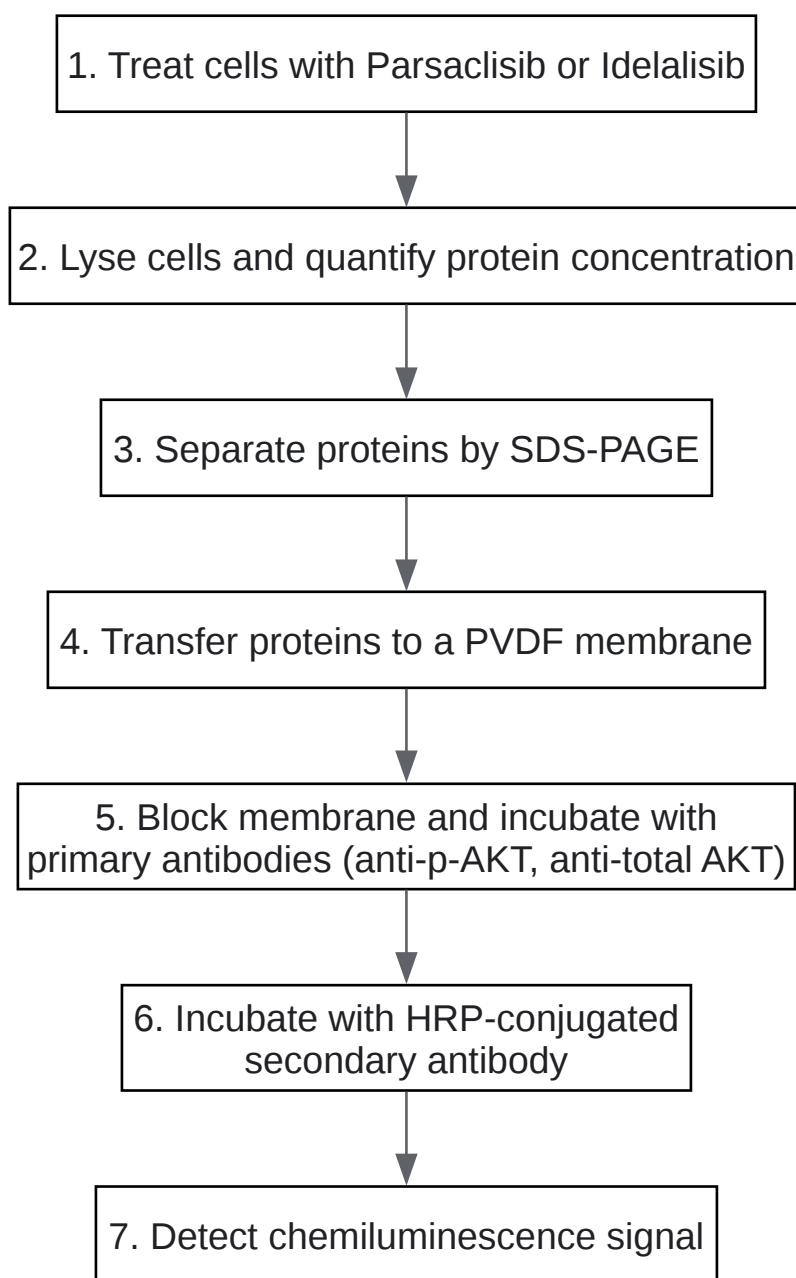 1. Treat cells with Parsaclisib or Idelalisib
2. Lyse cells and quantify protein concentration
3. Separate proteins by SDS-PAGE
4. Transfer proteins to a PVDF membrane
5. Block membrane and incubate with
primary antibodies (anti-p-AKT, anti-total AKT)
6. Incubate with HRP-conjugated
secondary antibody
7. Detect chemiluminescence signal